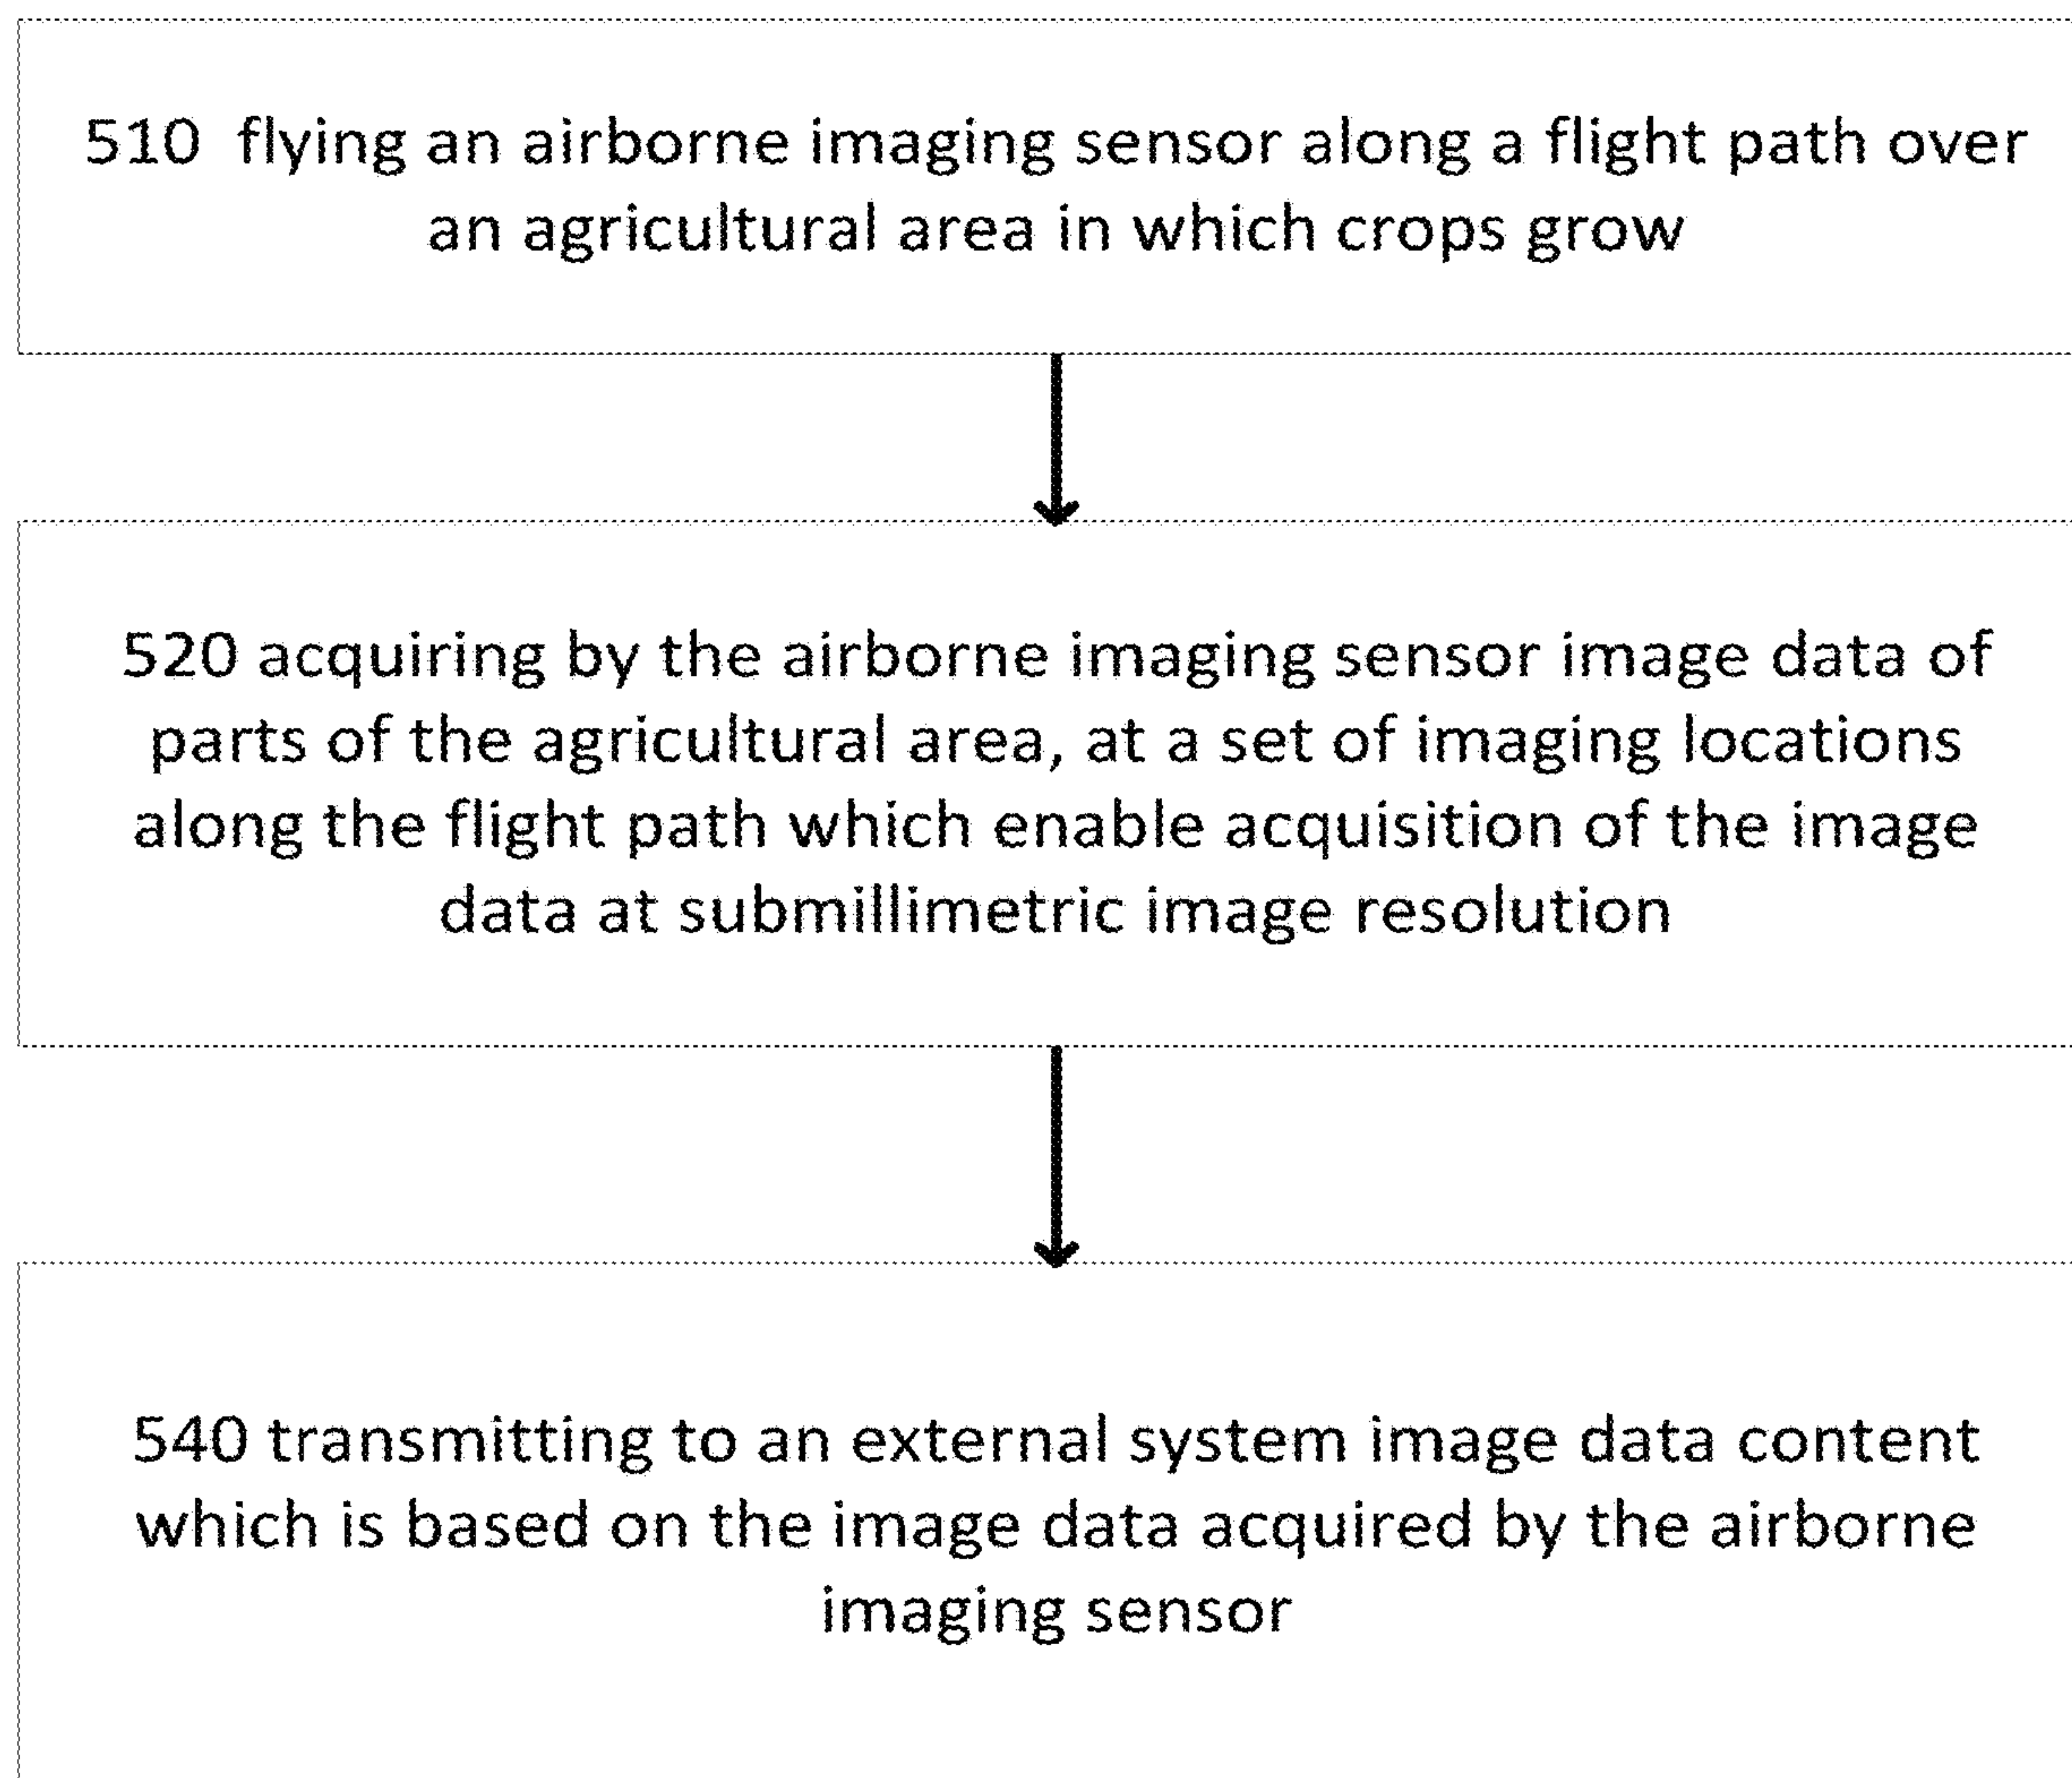 510 flying an airborne imaging sensor along a flight path over
an agricultural area in which crops grow
520 acquiring by the airborne imaging sensor image data of
parts of the agricultural area, at a set of imaging locations
along the flight path which enable acquisition of the image
data at submillimetric image resolution
540 transmitting to an external system image data content
which is based on the image data acquired by the airborne
imaging sensor